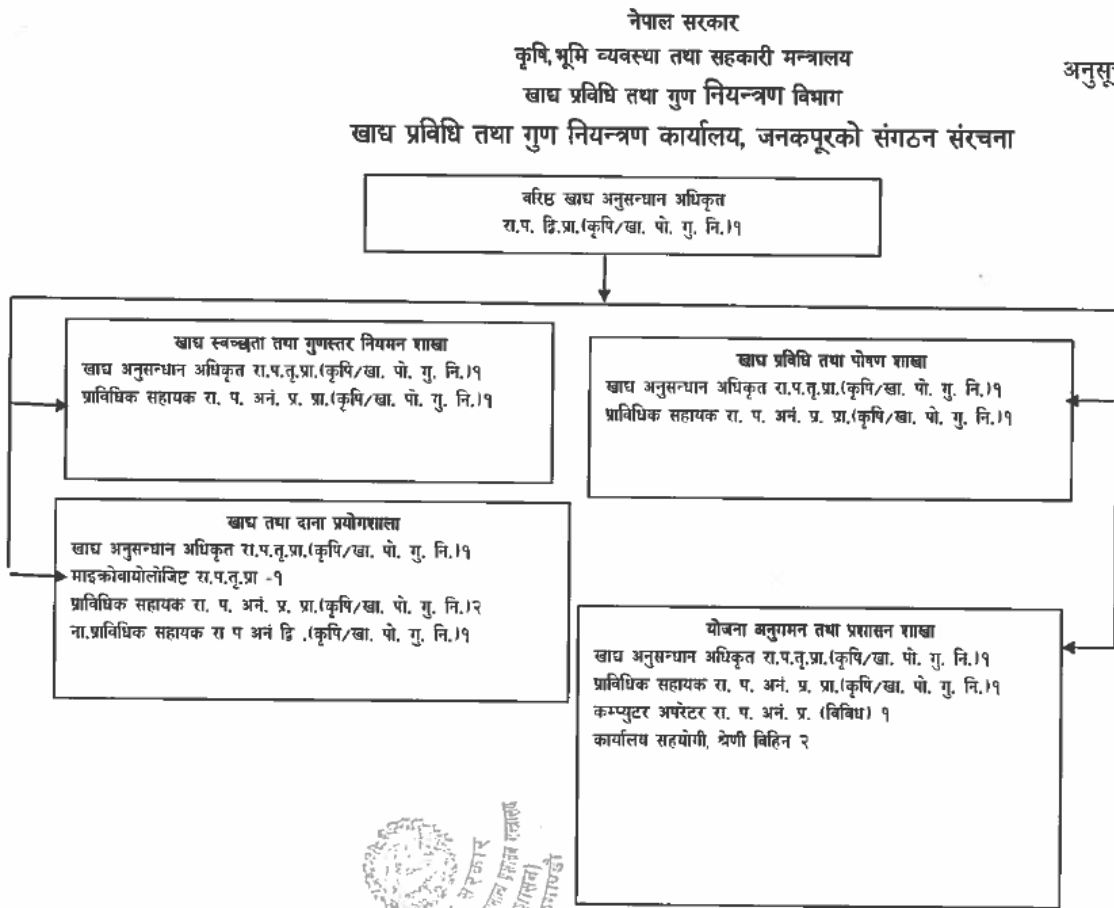 नेपाल सरकार
कृषि, भूमि व्यवस्था तथा सहकारी मन्त्रालय
अनुसू
खाद्य प्रविधि तथा गुण नियन्त्रण विभाग
खाद्य प्रविधि तथा गुण नियन्त्रण कार्यालय, जनकपूरको संगठन संरचना
वरिष्ठ खाद्य अनुसन्धान अधिकृत
रा.प. द्वि.प्रा.(कृषि/खा. पो. गु. नि.)१
खाद्य स्वच्छता तथा गुणस्तर नियमन शाखा
खाद्य अनुसन्धान अधिकृत रा.प.तृ.प्रा.(कृषि/खा. पो. गु. नि.)१
प्राविधिक सहायक रा. प. अनं. प्र. प्रा.(कृषि/खा. पो. गु. नि.)१
खाद्य प्रविधि तथा पोषण शाखा
खाद्य अनुसन्धान अधिकृत रा.प.तृ.प्रा.(कृषि/खा. पो. गु. नि.)१
प्राविधिक सहायक रा. प. अनं. प्र. प्रा.(कृषि/खा. पो. गु. नि.)१
खाद्य तथा दाना प्रयोगशाला
खाद्य अनुसन्धान अधिकृत रा.प.तृ.प्रा.(कृषि/खा. पो. गु. नि.)१
माइक्रोवायोलोजिष्ट रा.प.तृ.प्रा -१
प्राविधिक सहायक रा. प. अनं. प्र. प्रा.(कृषि/खा. पो. गु. नि.)२
ना.प्राविधिक सहायक रा प अनं द्वि .(कृषि/खा. पो. गु. नि.)१
योजना अनुगमन तथा प्रशासन शाखा
खाद्य अनुसन्धान अधिकृत रा.प.तृ.प्रा.(कृषि/खा. पो. गु. नि.)१
प्राविधिक सहायक रा. प. अनं. प्र. प्रा.(कृषि/खा. पो. गु. नि.)१
कम्प्युटर अपरेटर रा. प. अनं. प्र. (विविध) १
कार्यालय सहयोगी, श्रेणी विहिन २
सरकार